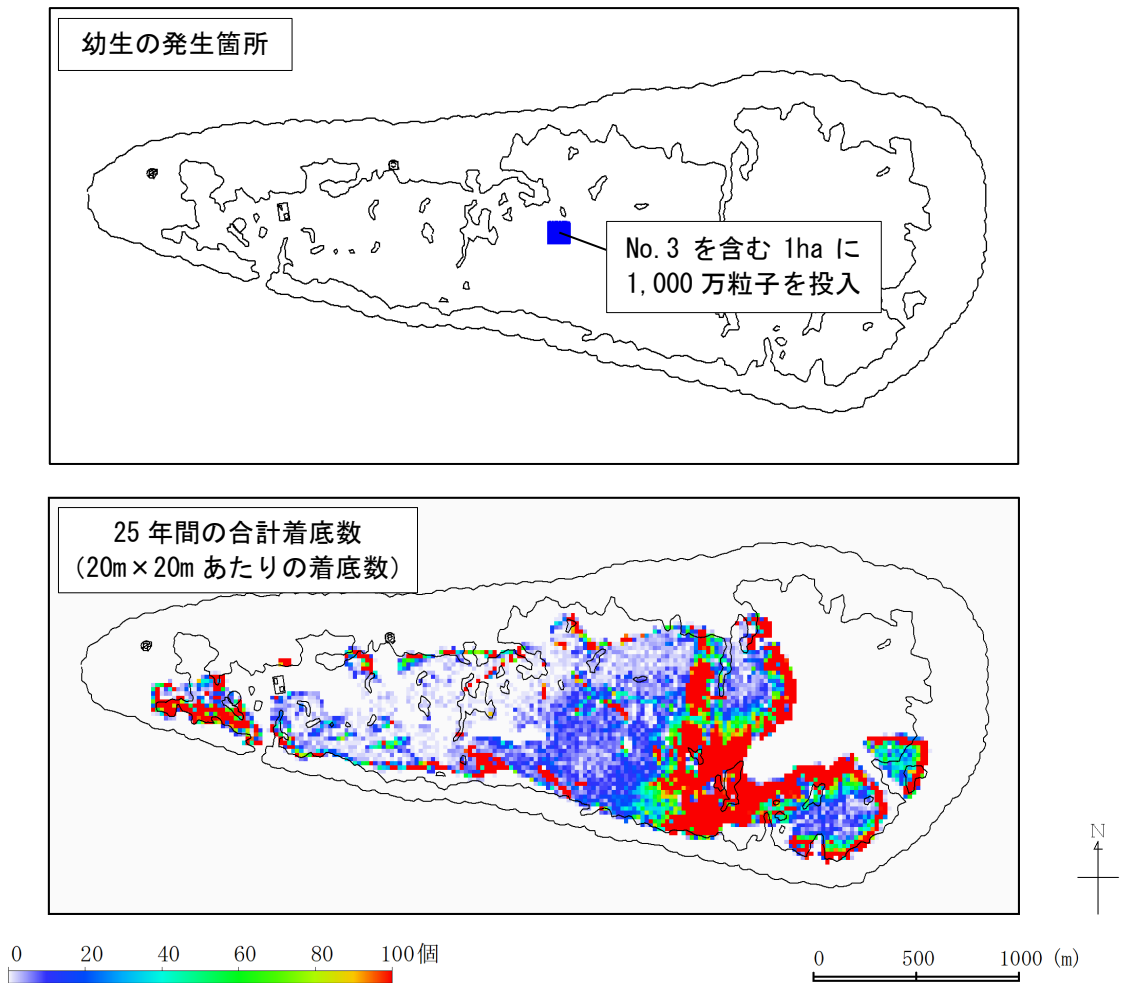 幼生の発生箇所
No.3 を含む 1ha に
1,000 万粒子を投入
25 年間の合計着底数
(20m×20m あたりの着底数)
N
0 20 40 60 80 100個
0 500 1000 (m)